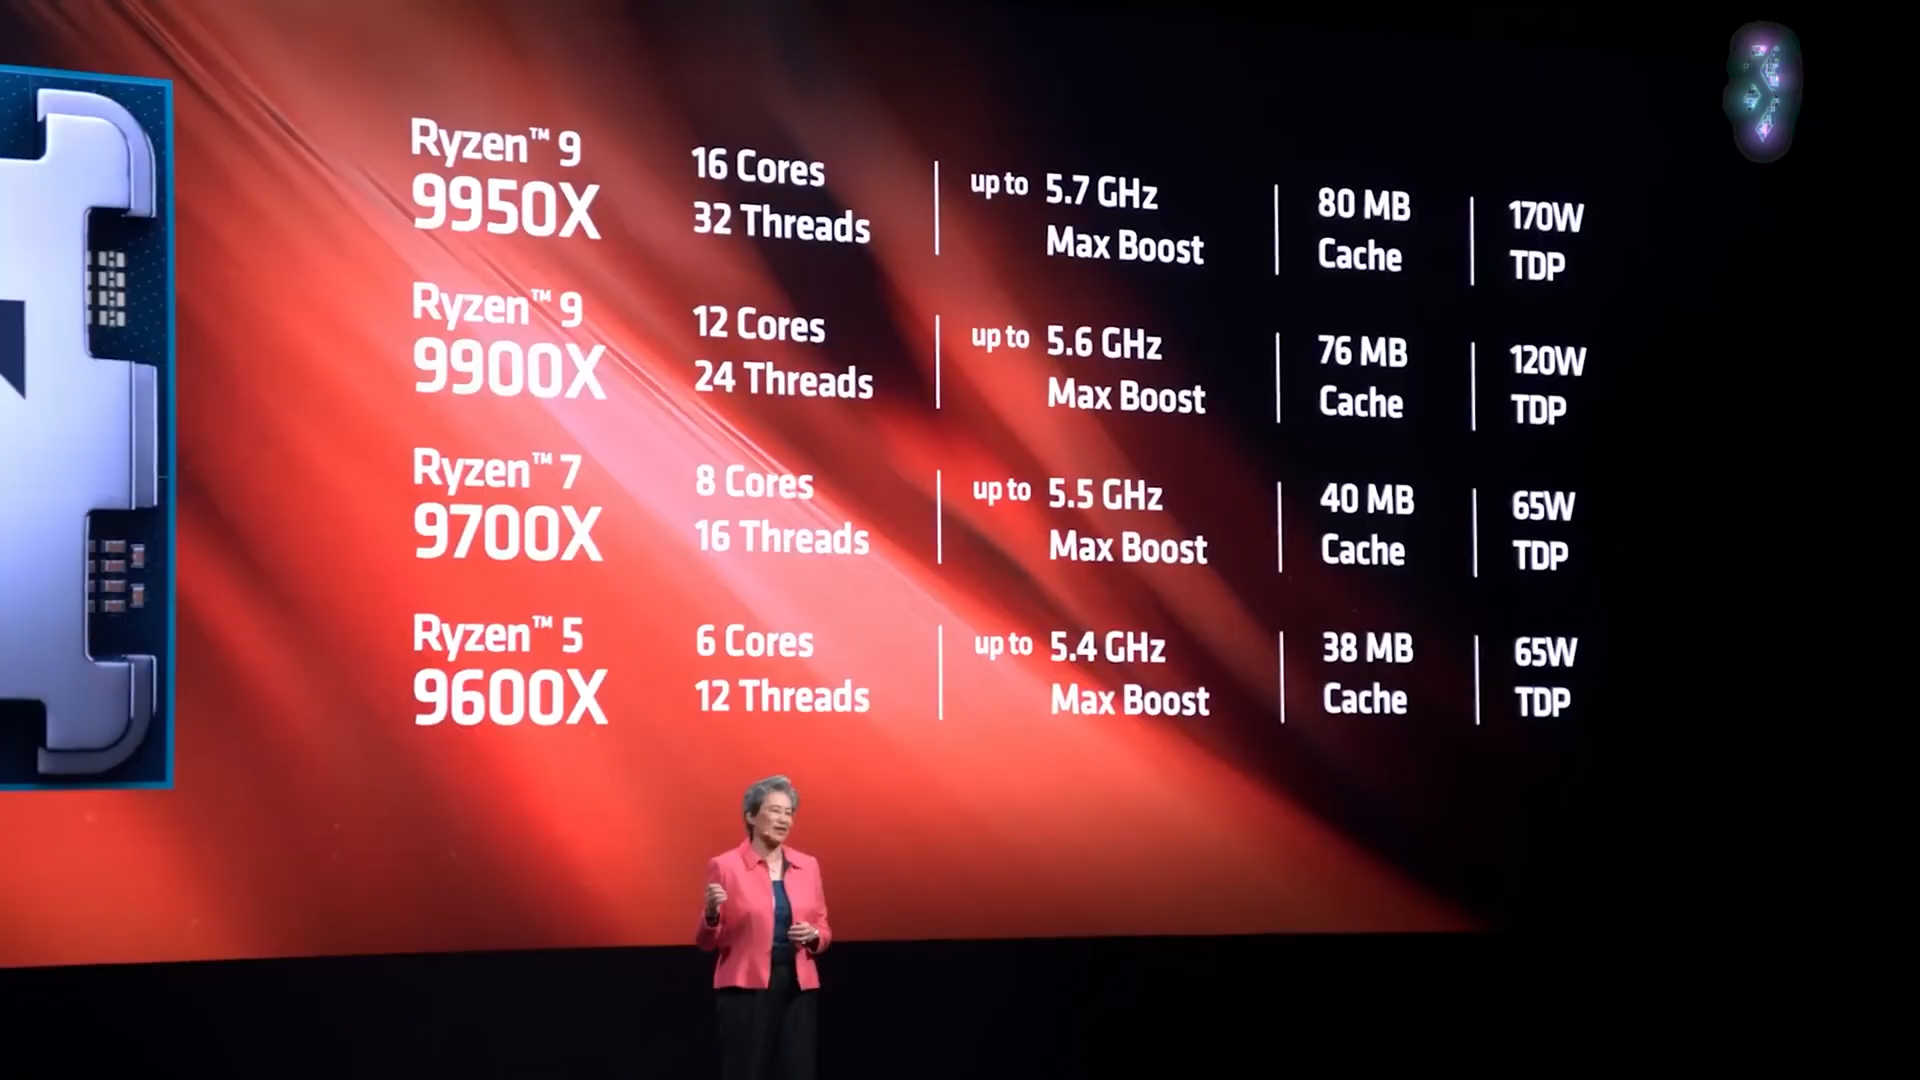 Ryzen™ 9
9950X
16 Cores
32 Threads
up to 5.7 GHz
Max Boost
80 MB
Cache
170W
TDP
Ryzen™ 9
9900X
12 Cores
24 Threads
up to 5.6 GHz
Max Boost
76 MB
Cache
120W
TDP
Ryzen™ 7
9700X
8 Cores
16 Threads
up to 5.5 GHz
Max Boost
40 MB
Cache
65W
TDP
Ryzen™ 5
9600X
6 Cores
12 Threads
up to 5.4 GHz
Max Boost
38 MB
Cache
65W
TDP